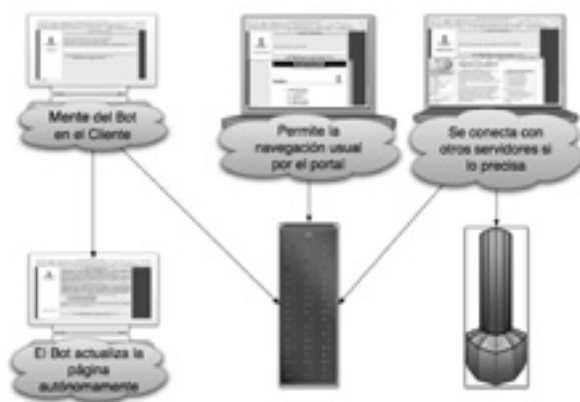 Mente del Bot
en el Cliente
Permite la
navegación usual
por el portal
Se conecta con
otros servidores si
lo precisa
El Bot actualiza la
página
autónomamente